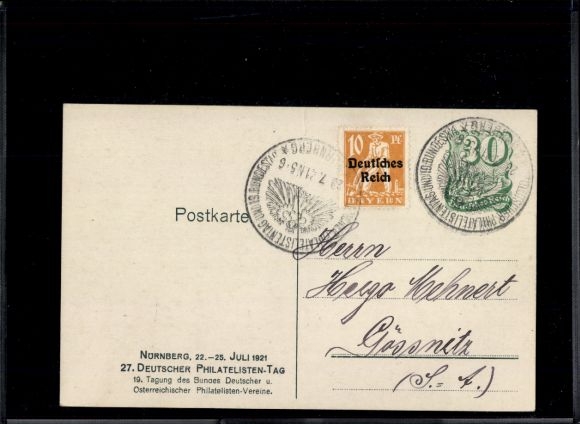 10 Pf
Deutsches
Reich
BAYERN
30
Postkarte
Herrn
Hugo Mehnert
Gössnitz
(S.-A.)
NÜRNBERG, 22.–25. JULI 1921
27. DEUTSCHER PHILATELISTEN-TAG
19. Tagung des Bundes Deutscher u.
Österreichischer Philatelisten-Vereine.